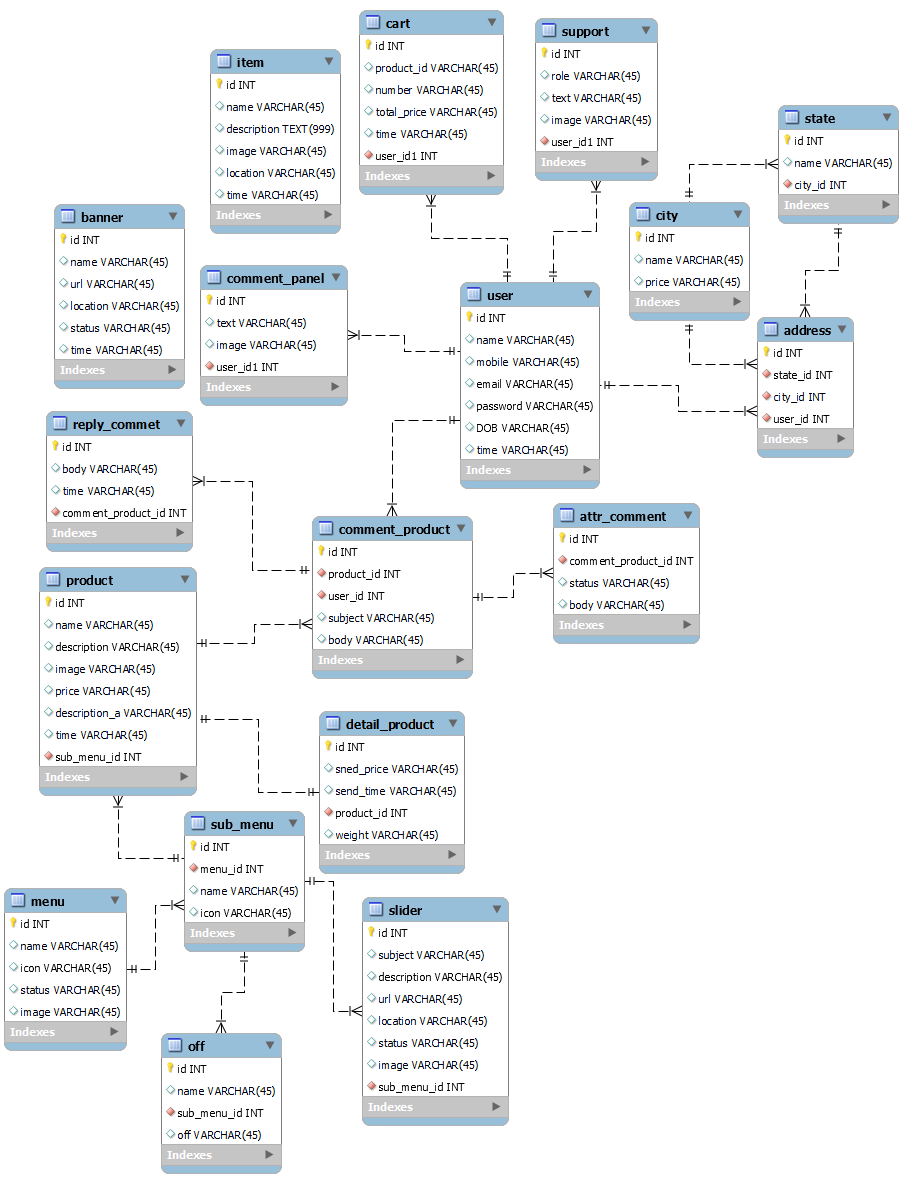 cart
id INT
product_id VARCHAR(45)
number VARCHAR(45)
total_price VARCHAR(45)
time VARCHAR(45)
user_id1 INT
Indexes
support
id INT
role VARCHAR(45)
text VARCHAR(45)
image VARCHAR(45)
user_id1 INT
Indexes
item
id INT
name VARCHAR(45)
description TEXT(999)
image VARCHAR(45)
location VARCHAR(45)
time VARCHAR(45)
Indexes
state
id INT
name VARCHAR(45)
city_id INT
Indexes
banner
id INT
name VARCHAR(45)
url VARCHAR(45)
location VARCHAR(45)
status VARCHAR(45)
time VARCHAR(45)
Indexes
city
id INT
name VARCHAR(45)
price VARCHAR(45)
Indexes
comment_panel
id INT
text VARCHAR(45)
image VARCHAR(45)
user_id1 INT
Indexes
user
id INT
name VARCHAR(45)
mobile VARCHAR(45)
email VARCHAR(45)
password VARCHAR(45)
DOB VARCHAR(45)
time VARCHAR(45)
Indexes
address
id INT
state_id INT
city_id INT
user_id INT
Indexes
reply_commet
id INT
body VARCHAR(45)
time VARCHAR(45)
comment_product_id INT
Indexes
comment_product
id INT
product_id INT
user_id INT
subject VARCHAR(45)
body VARCHAR(45)
Indexes
attr_comment
id INT
comment_product_id INT
status VARCHAR(45)
body VARCHAR(45)
Indexes
product
id INT
name VARCHAR(45)
description VARCHAR(45)
image VARCHAR(45)
price VARCHAR(45)
description_a VARCHAR(45)
time VARCHAR(45)
sub_menu_id INT
Indexes
detail_product
id INT
sned_price VARCHAR(45)
send_time VARCHAR(45)
product_id INT
weight VARCHAR(45)
Indexes
sub_menu
id INT
menu_id INT
name VARCHAR(45)
icon VARCHAR(45)
Indexes
menu
id INT
name VARCHAR(45)
icon VARCHAR(45)
status VARCHAR(45)
image VARCHAR(45)
Indexes
slider
id INT
subject VARCHAR(45)
description VARCHAR(45)
url VARCHAR(45)
location VARCHAR(45)
status VARCHAR(45)
image VARCHAR(45)
sub_menu_id INT
Indexes
off
id INT
name VARCHAR(45)
sub_menu_id INT
off VARCHAR(45)
Indexes